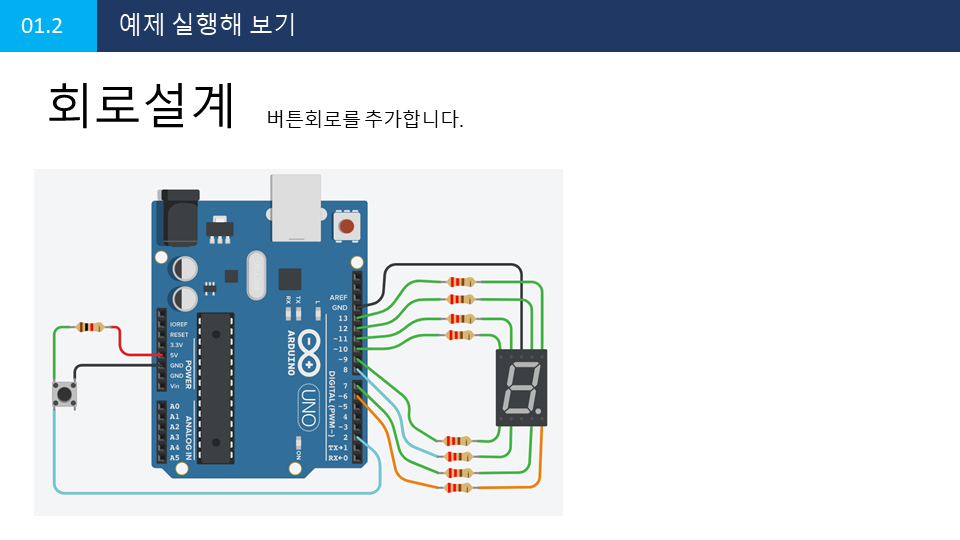 01.2
예제 실행해 보기
회로설계
버튼회로를 추가합니다.
RX
TX
L
AREF
GND
13
12
~11
~10
~9
8
7
~6
~5
4
~3
2
TX→1
RX←0
IOREF
RESET
3.3V
5V
GND
GND
Vin
POWER
A0
A1
A2
A3
A4
A5
ANALOG IN
ARDUINO
UNO
DIGITAL (PWM~)
ON